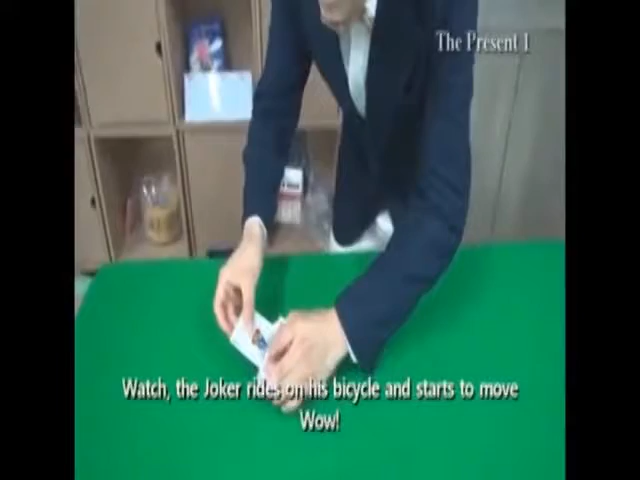 The Present 1
Watch, the Joker rides on his bicycle and starts to move
Wow!